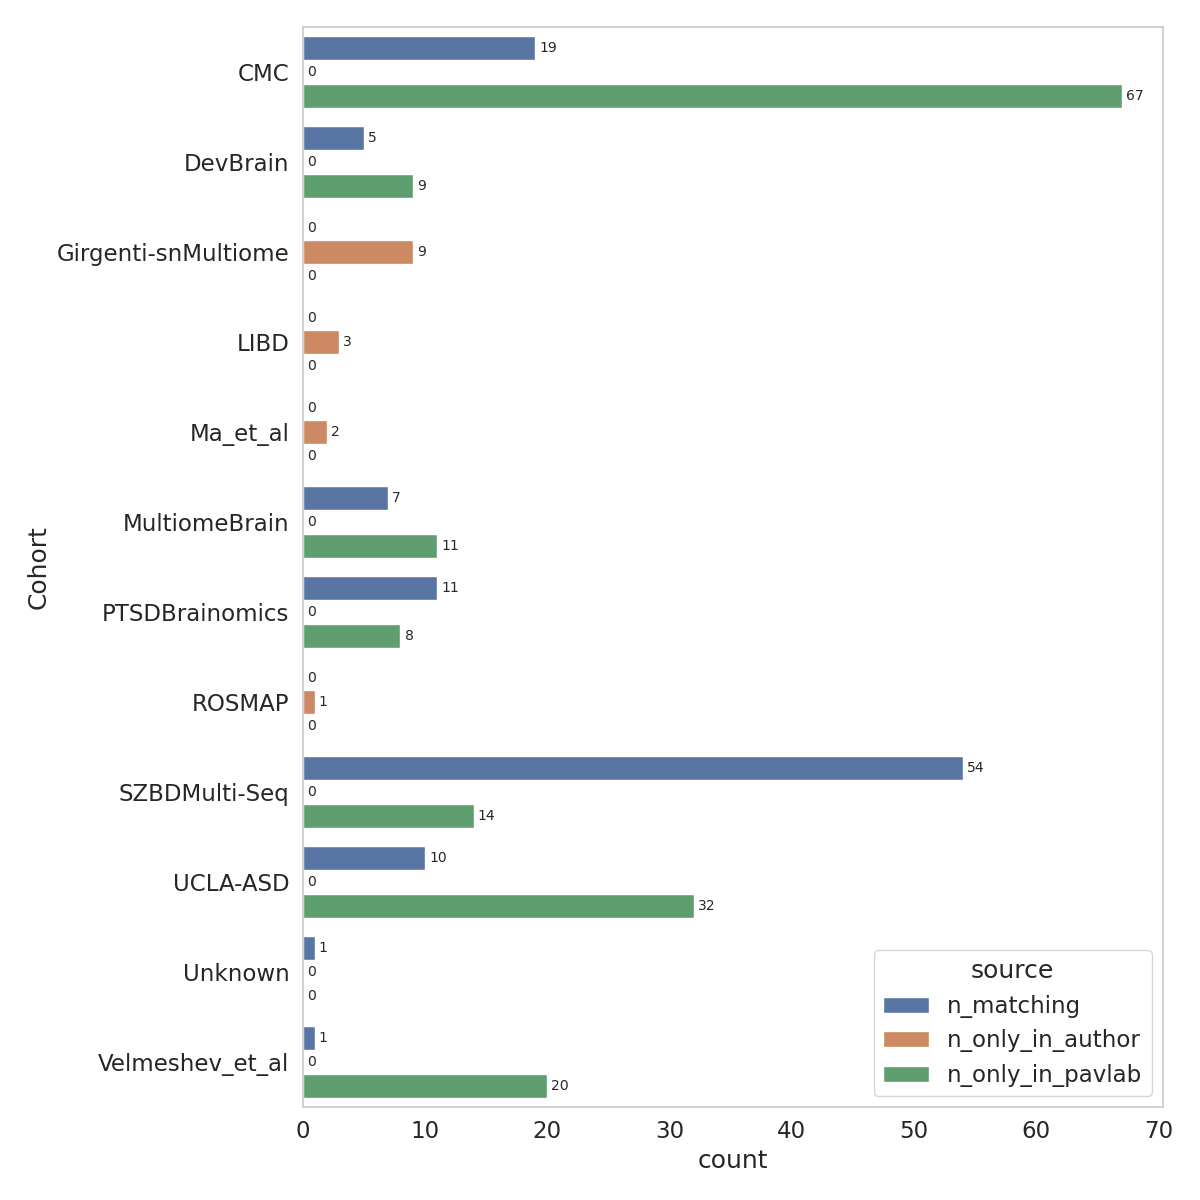 CMC
19
0
67
DevBrain
5
0
9
Girgenti-snMultiome
0
9
0
LIBD
0
3
0
Ma_et_al
0
2
0
MultiomeBrain
7
0
11
PTSDBrainomics
11
0
8
ROSMAP
0
1
0
SZBDMulti-Seq
54
0
14
UCLA-ASD
10
0
32
Unknown
1
0
0
Velmeshev_et_al
1
0
20
Cohort
0 10 20 30 40 50 60 70
count
source
n_matching
n_only_in_author
n_only_in_pavlab